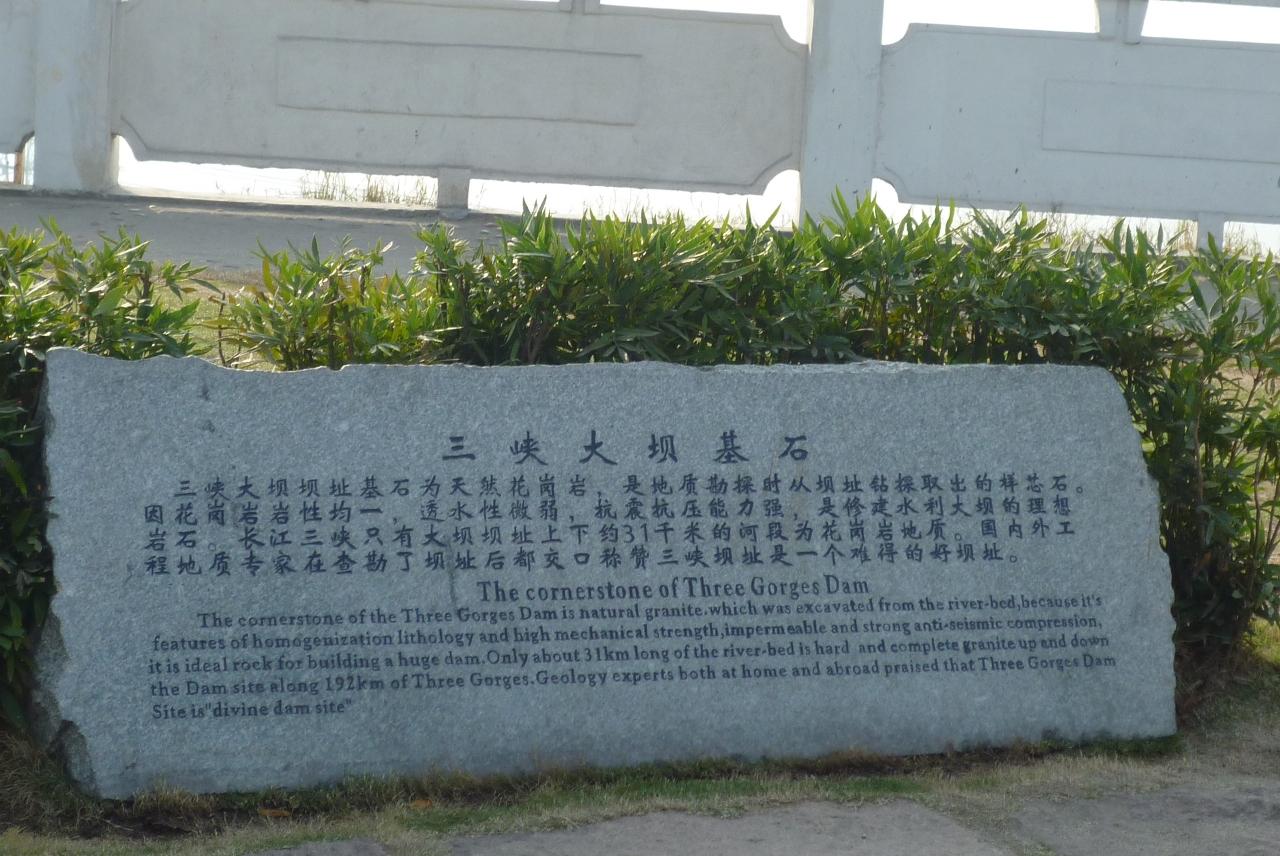 三峡大坝基石
三峡大坝坝址基石为天然花岗岩，是地质勘探时从坝址钻探取出的样芯石。
因花岗岩岩性均一，透水性微弱，抗震抗压能力强，是修建水利大坝的理想
岩石。长江三峡只有大坝坝址上下约31千米的河段为花岗岩地质。国内外工
程地质专家在查勘了坝址后都交口称赞三峡坝址是一个难得的好坝址。
The cornerstone of Three Gorges Dam
The cornerstone of the Three Gorges Dam is natural granite.which was excavated from the river-bed,because it's
features of homogenization lithology and high mechanical strength,impermeable and strong anti-seismic compression,
it is ideal rock for building a huge dam.Only about 31km long of the river-bed is hard and complete granite up and down
the Dam site along 192km of Three Gorges.Geology experts both at home and abroad praised that Three Gorges Dam
Site is"divine dam site"